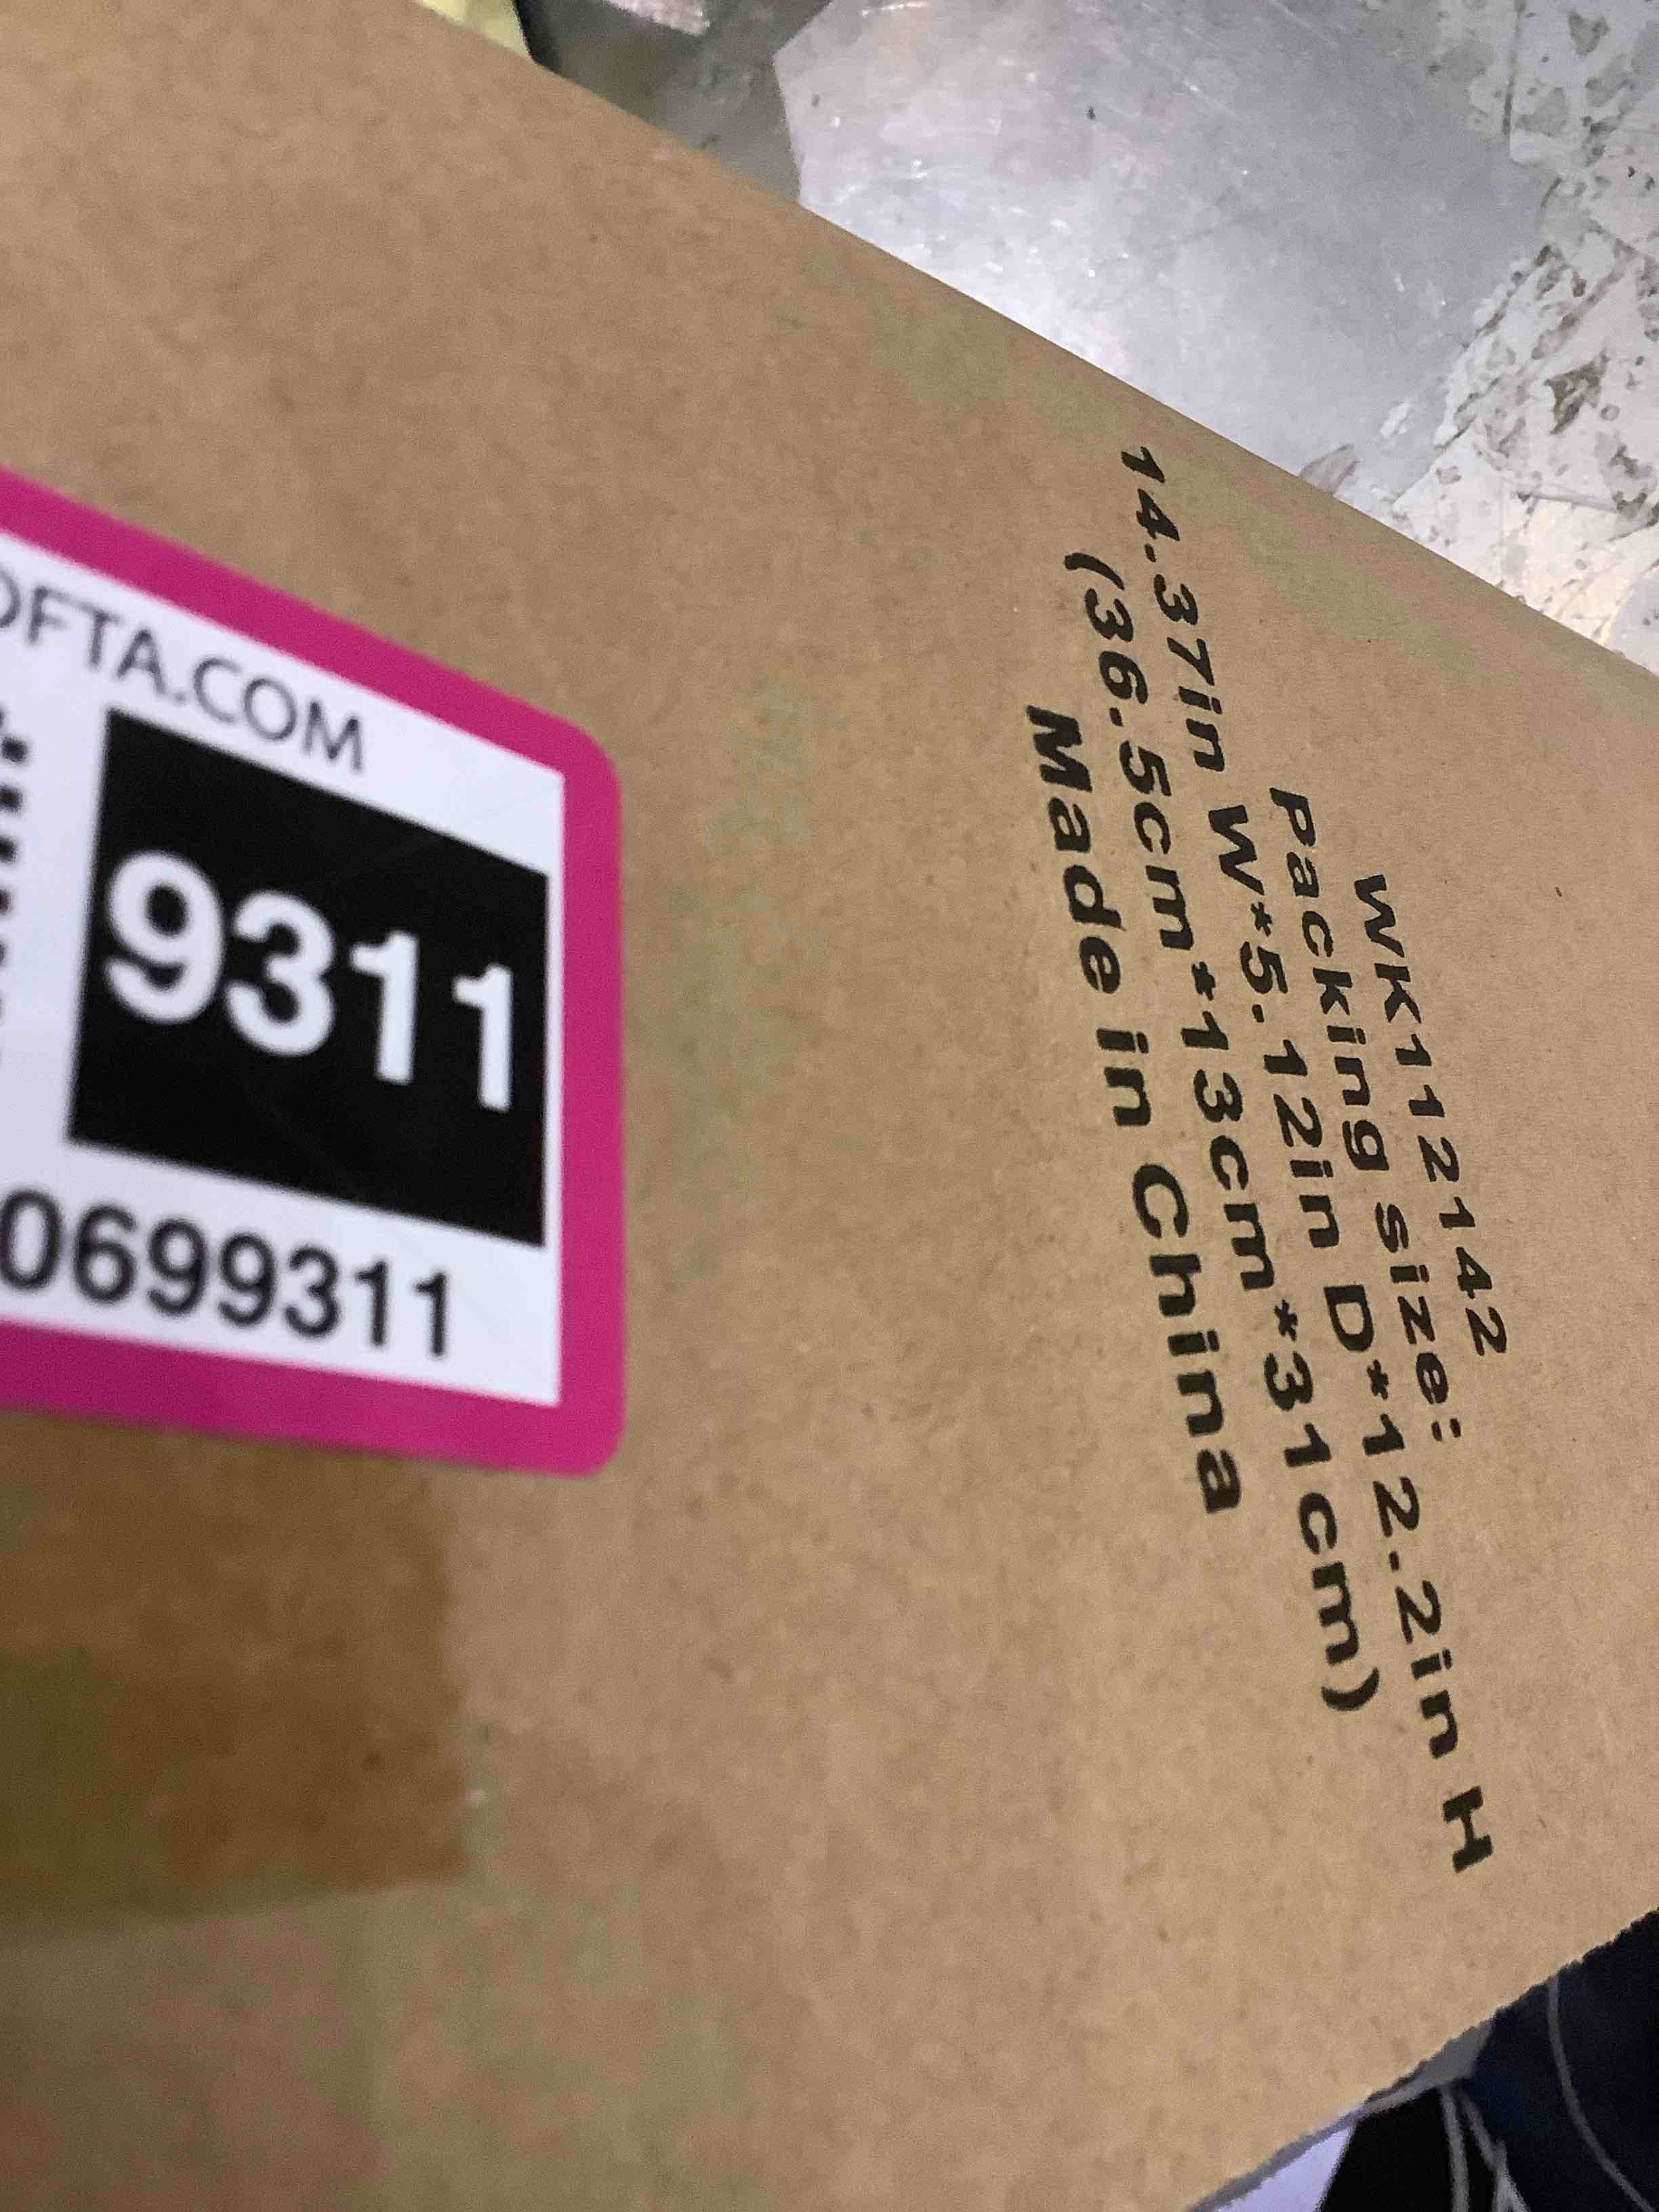 OFTA.COM
9311
0699311
WK112142
packing size:
14.37in W*5.12in D*12.2in H
(36.5cm*13cm*31cm)
Made in China